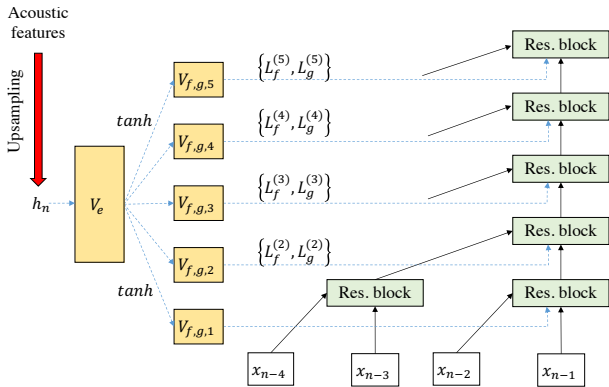 Acoustic
features
Upsampling
Res. block
$\{L_f^{(5)}, L_g^{(5)}\}$
$V_{f,g,5}$
Res. block
$\{L_f^{(4)}, L_g^{(4)}\}$
tanh
$V_{f,g,4}$
Res. block
$\{L_f^{(3)}, L_g^{(3)}\}$
$h_n$
$V_e$
$V_{f,g,3}$
Res. block
$\{L_f^{(2)}, L_g^{(2)}\}$
$V_{f,g,2}$
tanh
Res. block
Res. block
$V_{f,g,1}$
$x_{n-4}$
$x_{n-3}$
$x_{n-2}$
$x_{n-1}$